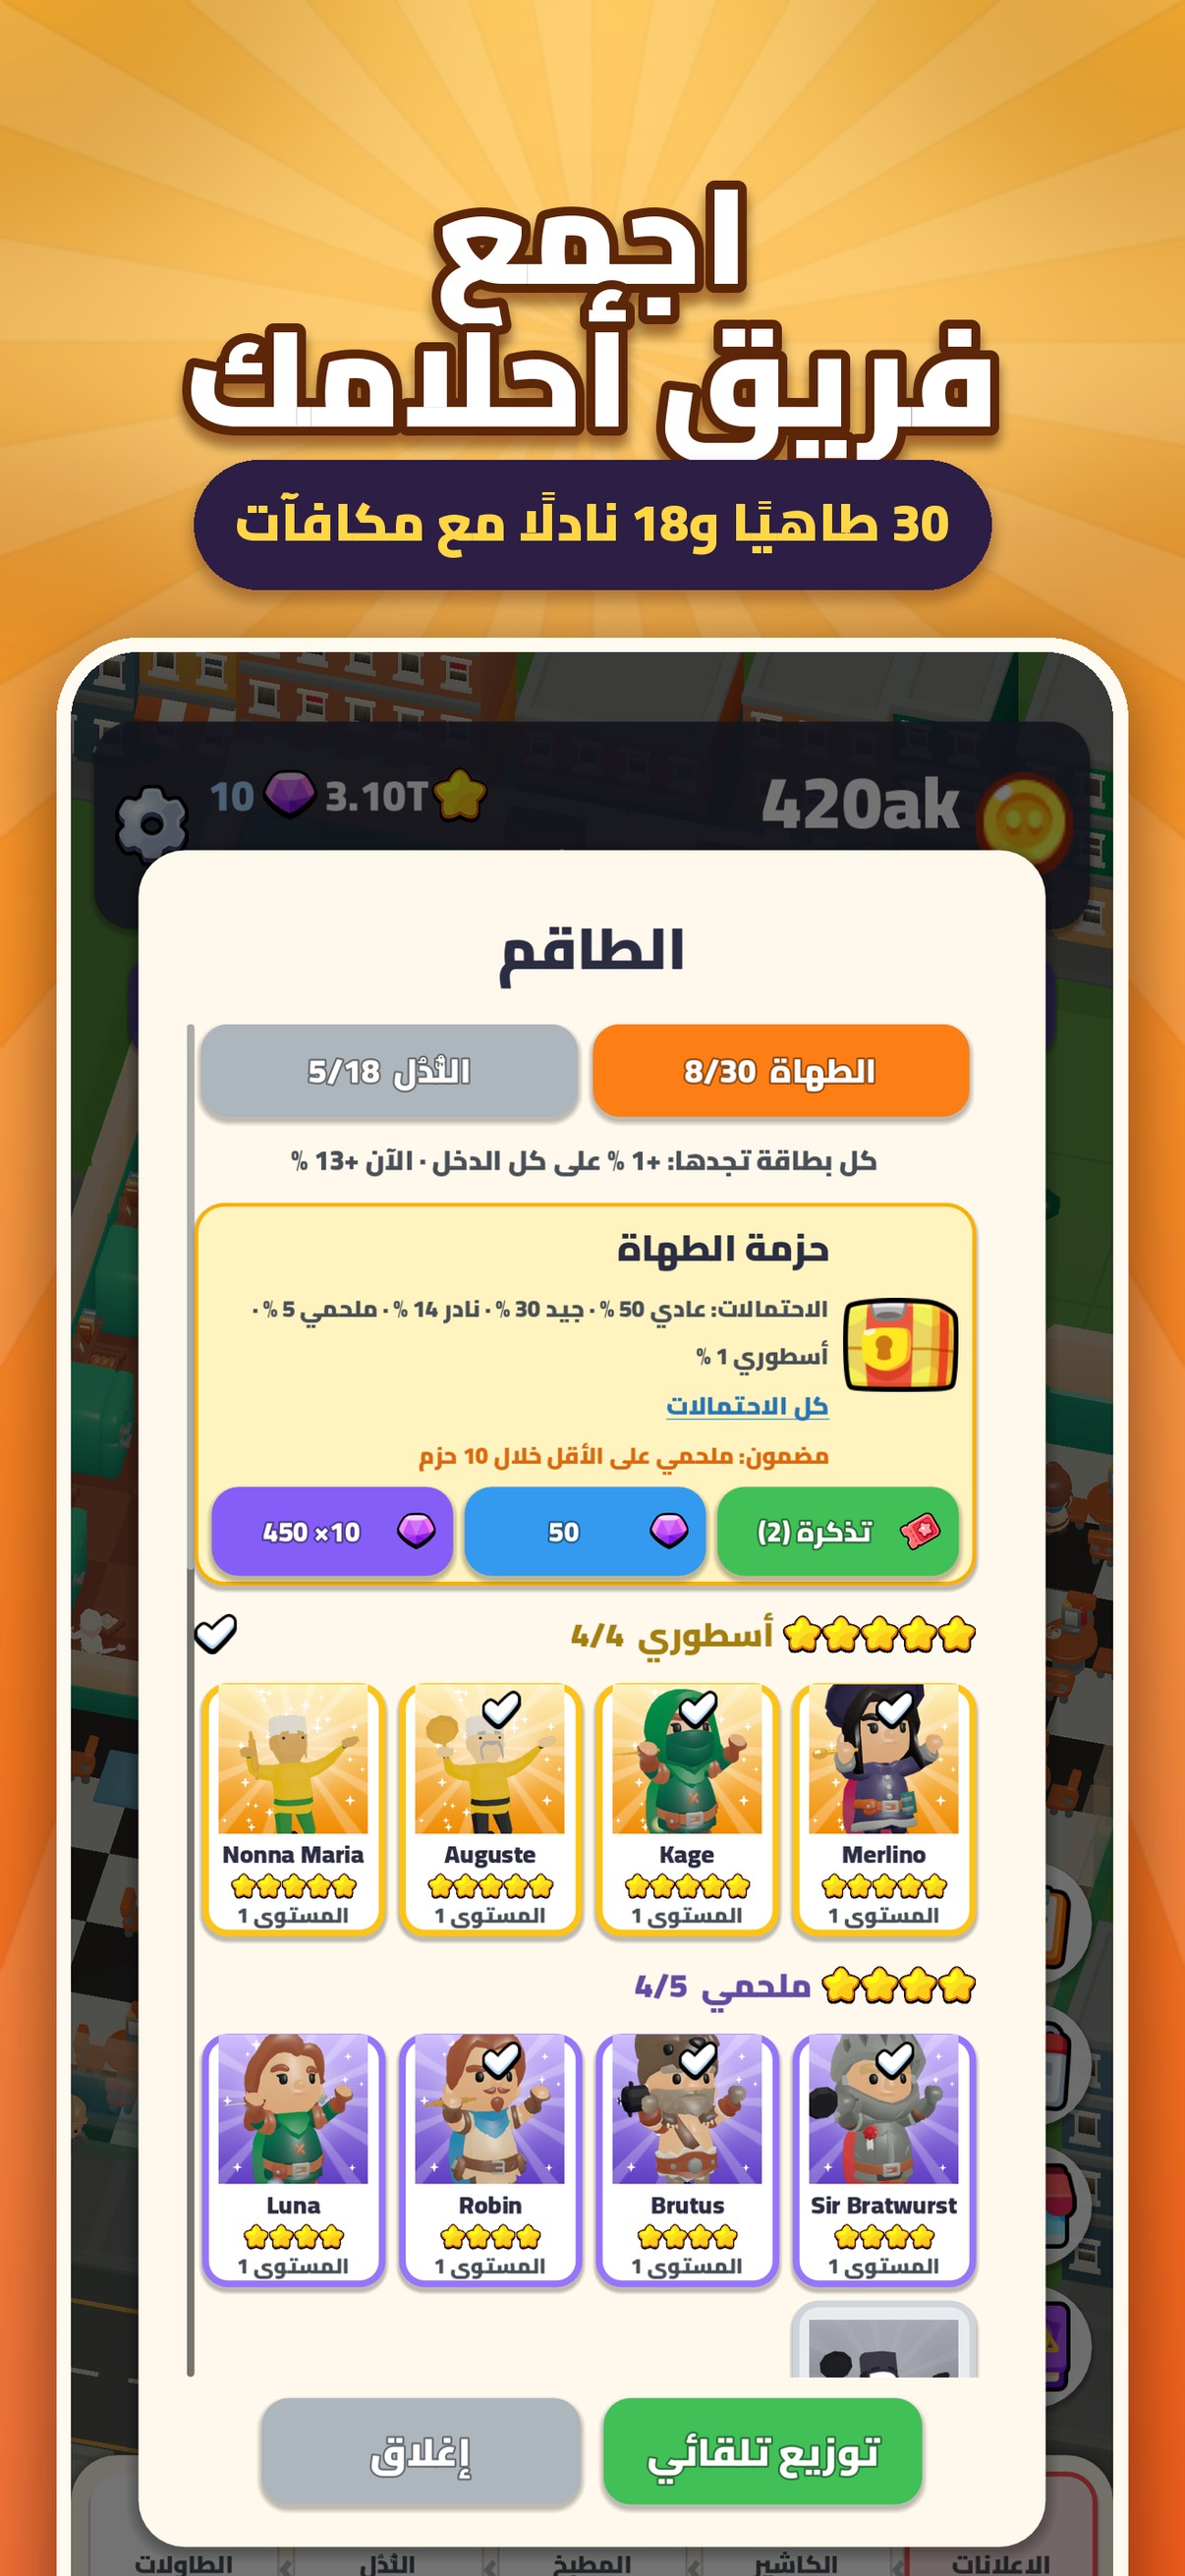 اجمع
فريق أحلامك
30 طاهيًا و18 نادلًا مع مكافآت
420ak
3.10T
10
الطاقم
الطهاة 8/30
النُّدُل 5/18
كل بطاقة تجدها: +1 % على كل الدخل · الآن +13 %
حزمة الطهاة
الاحتمالات: عادي 50 % · جيد 30 % · نادر 14 % · ملحمي 5 % ·
أسطوري 1 %
كل الاحتمالات
مضمون: ملحمي على الأقل خلال 10 حزم
تذكرة (2)
50
450 ×10
أسطوري 4/4
Merlino
المستوى 1
Kage
المستوى 1
Auguste
المستوى 1
Nonna Maria
المستوى 1
ملحمي 4/5
Sir Bratwurst
المستوى 1
Brutus
المستوى 1
Robin
المستوى 1
Luna
المستوى 1
توزيع تلقائي
إغلاق
الإعلانات
الكاشير
المطبخ
النُّدُل
الطاولات